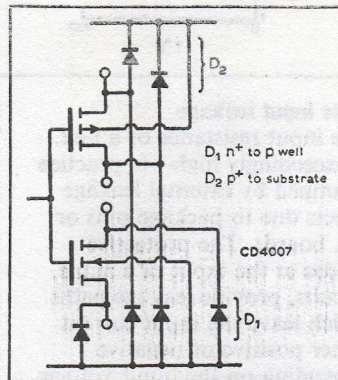 D₂
D₁ n⁺ to p well
D₂ p⁺ to substrate
CD4007
D₁